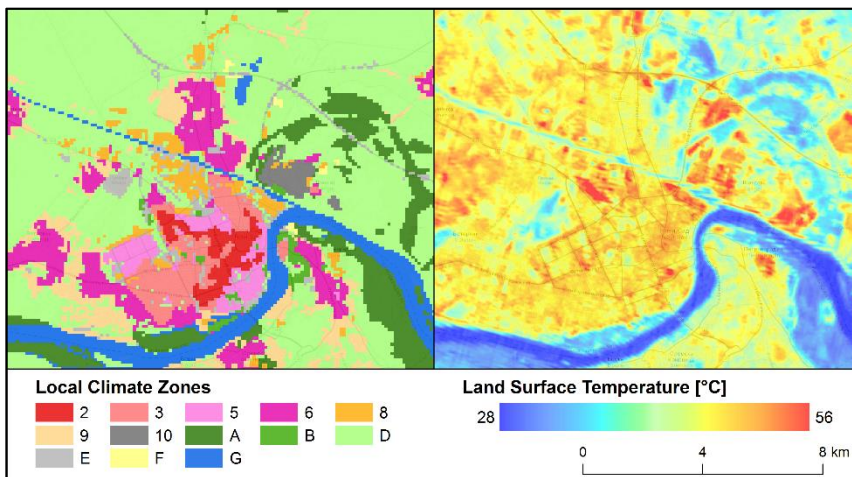 Local Climate Zones
2 3 5 6 8
9 10 A B D
E F G
Land Surface Temperature [°C]
28 56
0 4 8 km